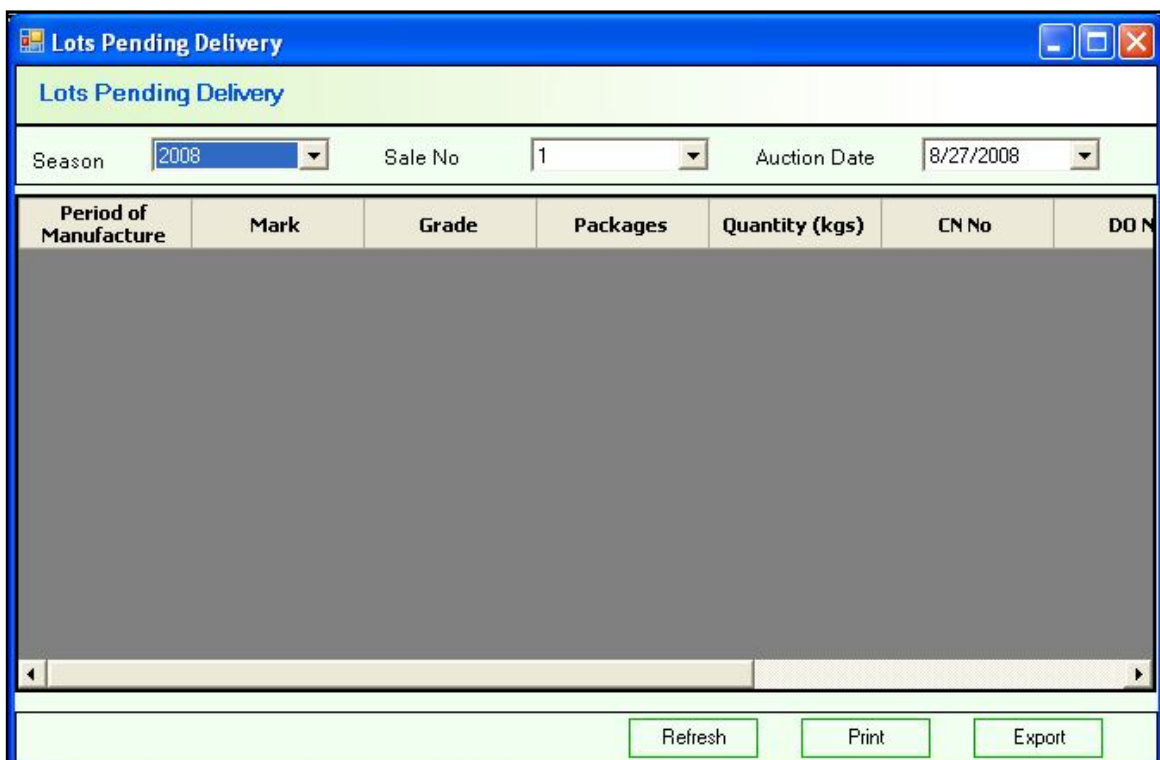 Lots Pending Delivery
Lots Pending Delivery
Season 2008 Sale No 1 Auction Date 8/27/2008
Period of Manufacture Mark Grade Packages Quantity (kgs) CN No DO N
Refresh Print Export